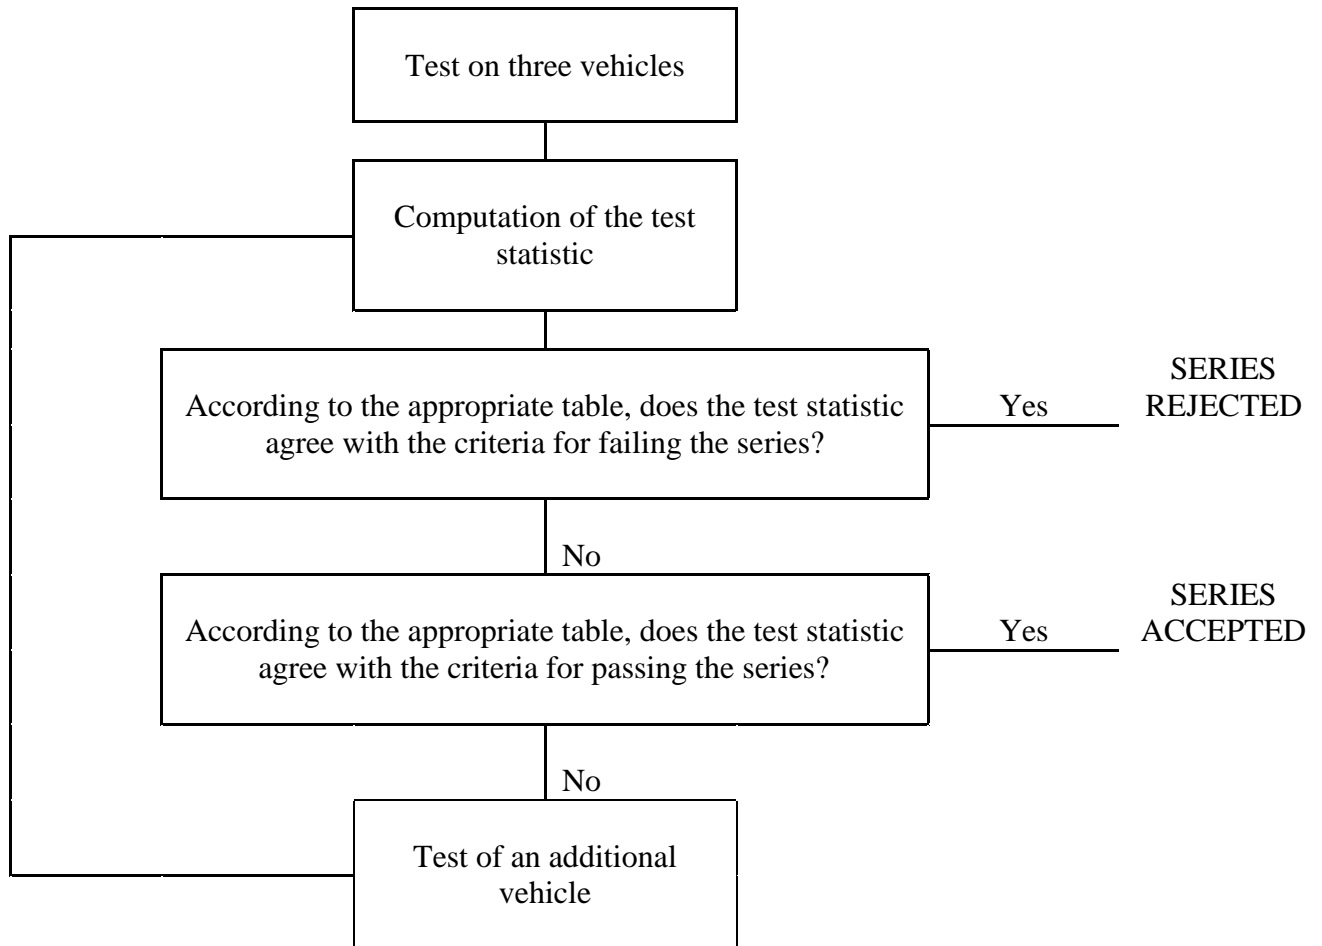 Test on three vehicles
Computation of the test
statistic
According to the appropriate table, does the test statistic
agree with the criteria for failing the series?
Yes
SERIES
REJECTED
No
According to the appropriate table, does the test statistic
agree with the criteria for passing the series?
Yes
SERIES
ACCEPTED
No
Test of an additional
vehicle